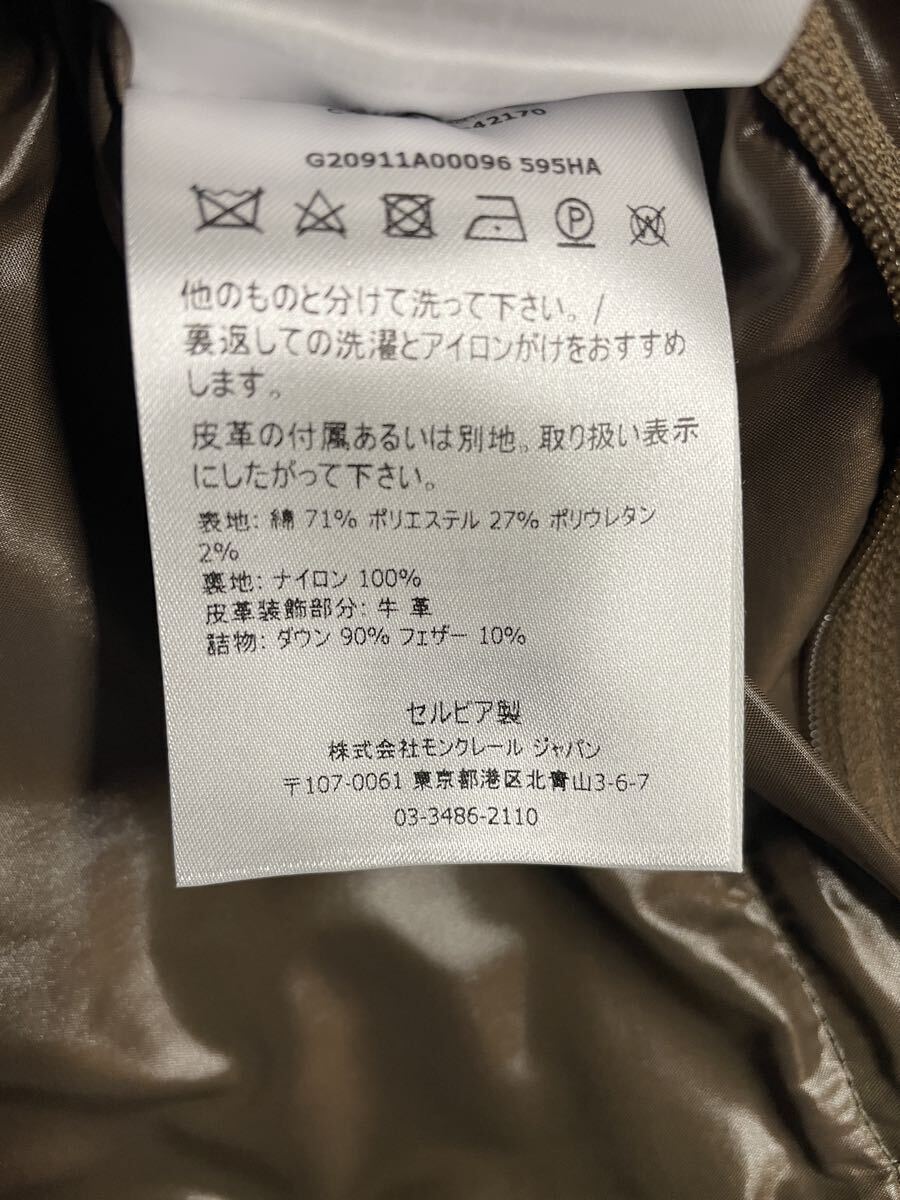 42170
G20911A00096 595HA
P W
他のものと分けて洗って下さい。/
裏返しての洗濯とアイロンがけをおすすめ
します。
皮革の付属あるいは別地。取り扱い表示
にしたがって下さい。
表地: 綿 71% ポリエステル 27% ポリウレタン
2%
裏地: ナイロン 100%
皮革装飾部分: 牛 革
詰物: ダウン 90% フェザー 10%
セルビア製
株式会社モンクレール ジャパン
〒107-0061 東京都港区北青山3-6-7
03-3486-2110